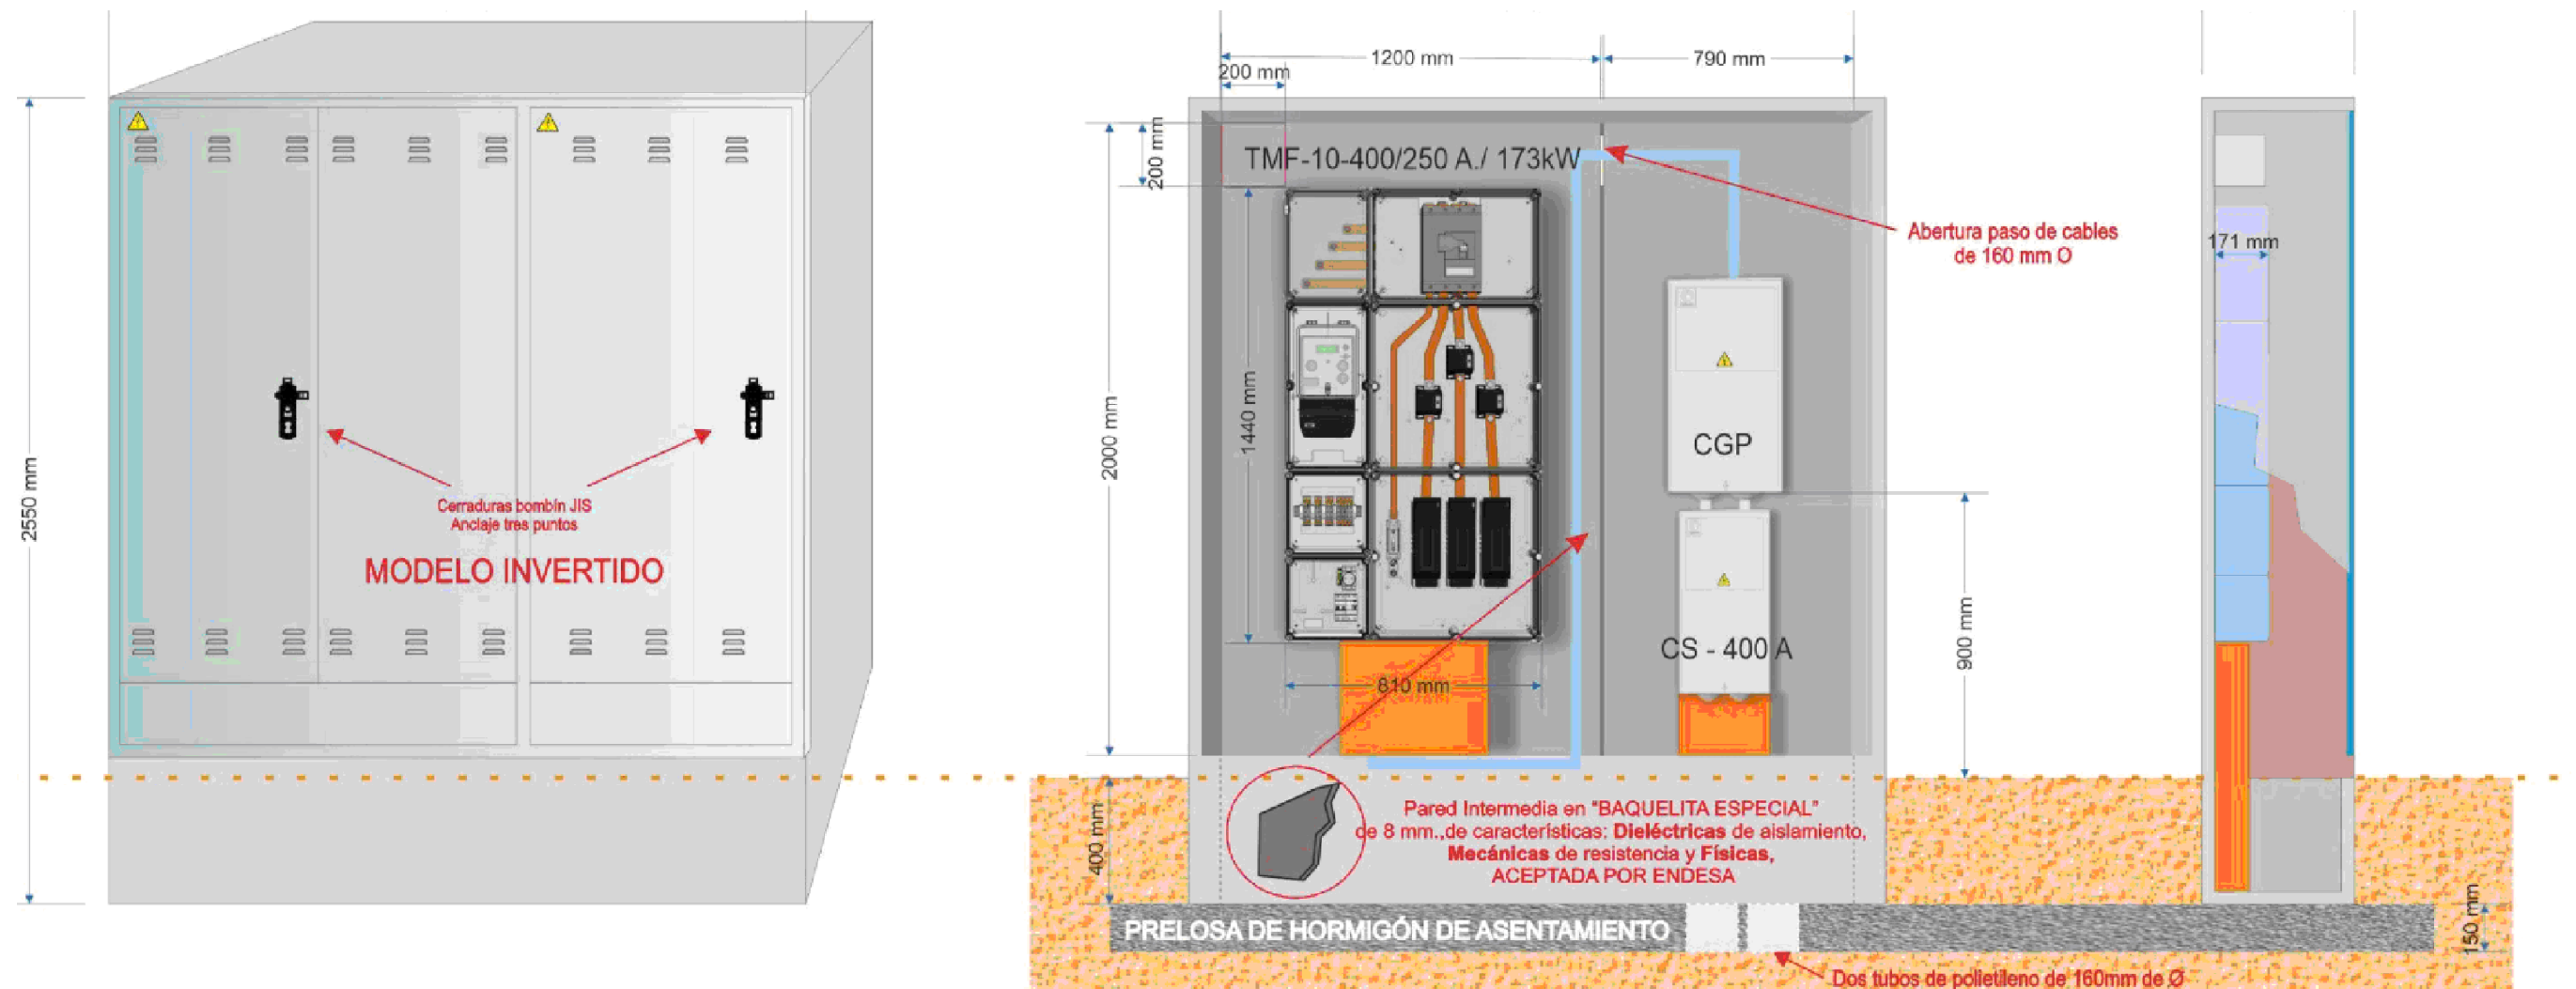 2550 mm
Cerraduras bombín JIS
Anclaje tres puntos
MODELO INVERTIDO
1200 mm
790 mm
200 mm
200 mm
TMF-10-400/250 A./ 173kW
2000 mm
1440 mm
810 mm
CGP
CS - 400 A
900 mm
Abertura paso de cables
de 160 mm O
171 mm
400 mm
Pared Intermedia en "BAQUELITA ESPECIAL"
de 8 mm.,de características: Dieléctricas de aislamiento,
Mecánicas de resistencia y Físicas,
ACEPTADA POR ENDESA
PRELOSA DE HORMIGÓN DE ASENTAMIENTO
150 mm
Dos tubos de polietileno de 160mm de Ø